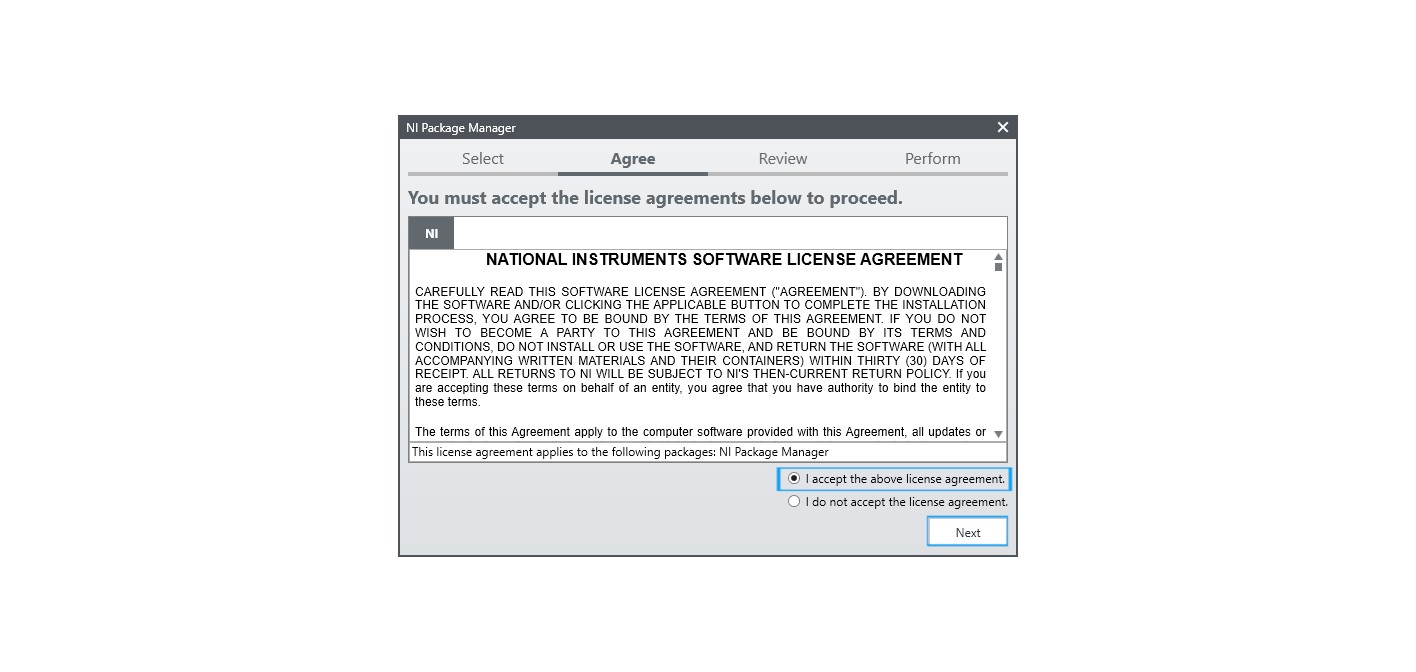 NI Package Manager
Select Agree Review Perform
You must accept the license agreements below to proceed.
NI
NATIONAL INSTRUMENTS SOFTWARE LICENSE AGREEMENT
CAREFULLY READ THIS SOFTWARE LICENSE AGREEMENT ("AGREEMENT"). BY DOWNLOADING
THE SOFTWARE AND/OR CLICKING THE APPLICABLE BUTTON TO COMPLETE THE INSTALLATION
PROCESS, YOU AGREE TO BE BOUND BY THE TERMS OF THIS AGREEMENT. IF YOU DO NOT
WISH TO BECOME A PARTY TO THIS AGREEMENT AND BE BOUND BY ITS TERMS AND
CONDITIONS, DO NOT INSTALL OR USE THE SOFTWARE, AND RETURN THE SOFTWARE (WITH ALL
ACCOMPANYING WRITTEN MATERIALS AND THEIR CONTAINERS) WITHIN THIRTY (30) DAYS OF
RECEIPT. ALL RETURNS TO NI WILL BE SUBJECT TO NI'S THEN-CURRENT RETURN POLICY. If you
are accepting these terms on behalf of an entity, you agree that you have authority to bind the entity to
these terms.
The terms of this Agreement apply to the computer software provided with this Agreement, all updates or
This license agreement applies to the following packages: NI Package Manager
I accept the above license agreement.
I do not accept the license agreement.
Next